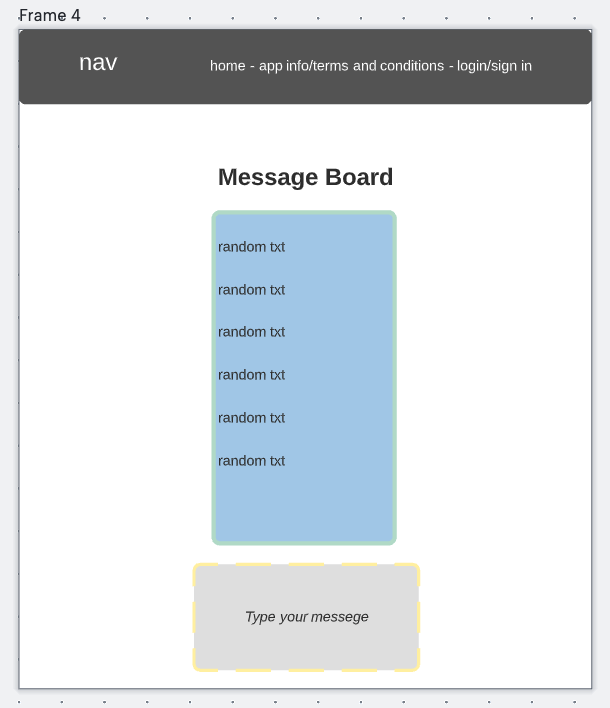 Frame 4
nav
home - app info/terms and conditions - login/sign in
Message Board
random txt
random txt
random txt
random txt
random txt
random txt
Type your messege